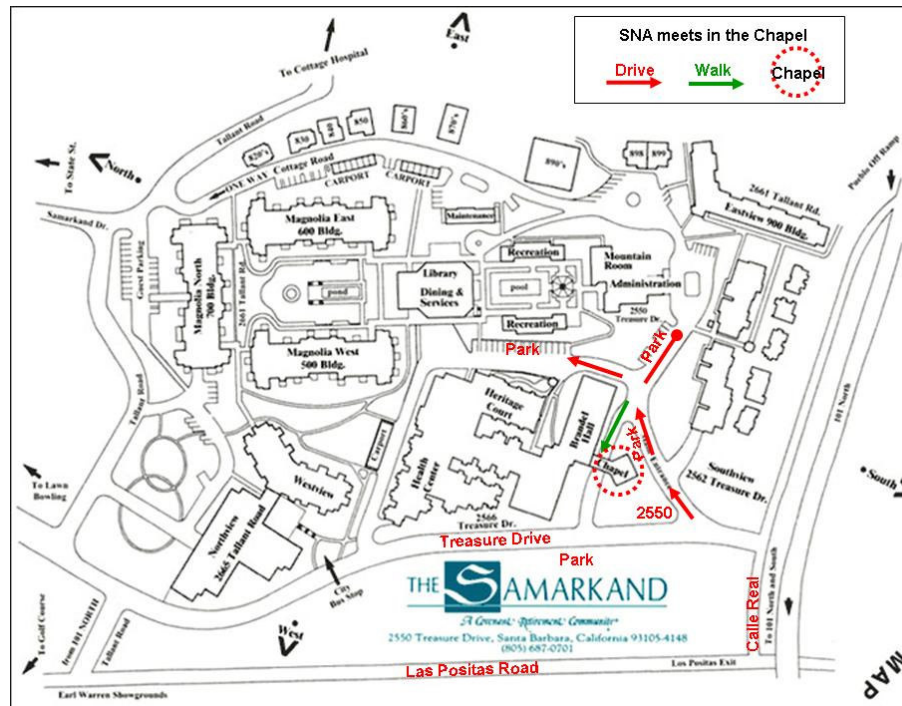 SNA meets in the Chapel
Drive
Walk
Chapel
East
To Cottage Hospital
Tallant Road
To State St.
North
Samarkand Dr.
820's
830
840
850
860's
870's
890's
898
899
ONE WAY Cottage Road
CARPORT
CARPORT
Pueblo Off Ramp
2661 Tallant Rd.
Eastview 900 Bldg.
Guest Parking
Magnolia North
700 Bldg.
2661 Tallant Rd.
Magnolia East
600 Bldg.
Maintenance
Recreation
Mountain
Room
Administration
2550
Treasure Dr.
pond
Library
Dining &
Services
pool
Recreation
Magnolia West
500 Bldg.
Park
Park
101 North
Tallant Road
Heritage
Court
Brandel
Hall
Park
Main Entrance
Chapel
Carport
Health
Center
Westview
Southview
2562 Treasure Dr.
South
To Lawn
Bowling
Northview
2665 Tallant Road
2566
Treasure Dr.
2550
Treasure Drive
Park
City
Bus Stop
THE SAMARKAND
A Covenant Retirement Community
2550 Treasure Drive, Santa Barbara, California 93105-4148
(805) 687-0701
West
Calle Real
To 101 North and South
To Golf Course
from 101 NORTH
Tallant Road
Las Positas Road
Los Positas Exit
Earl Warren Showgrounds
MAP